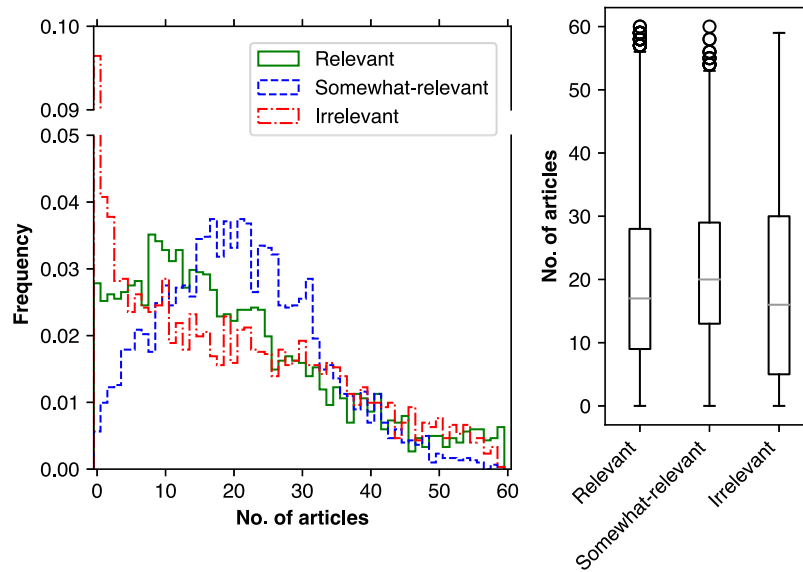 0.10
0.09
0.05
0.04
0.03
0.02
0.01
0.00
Frequency
0 10 20 30 40 50 60
No. of articles
Relevant
Somewhat-relevant
Irrelevant
60
50
40
30
20
10
0
No. of articles
Relevant
Somewhat-relevant
Irrelevant